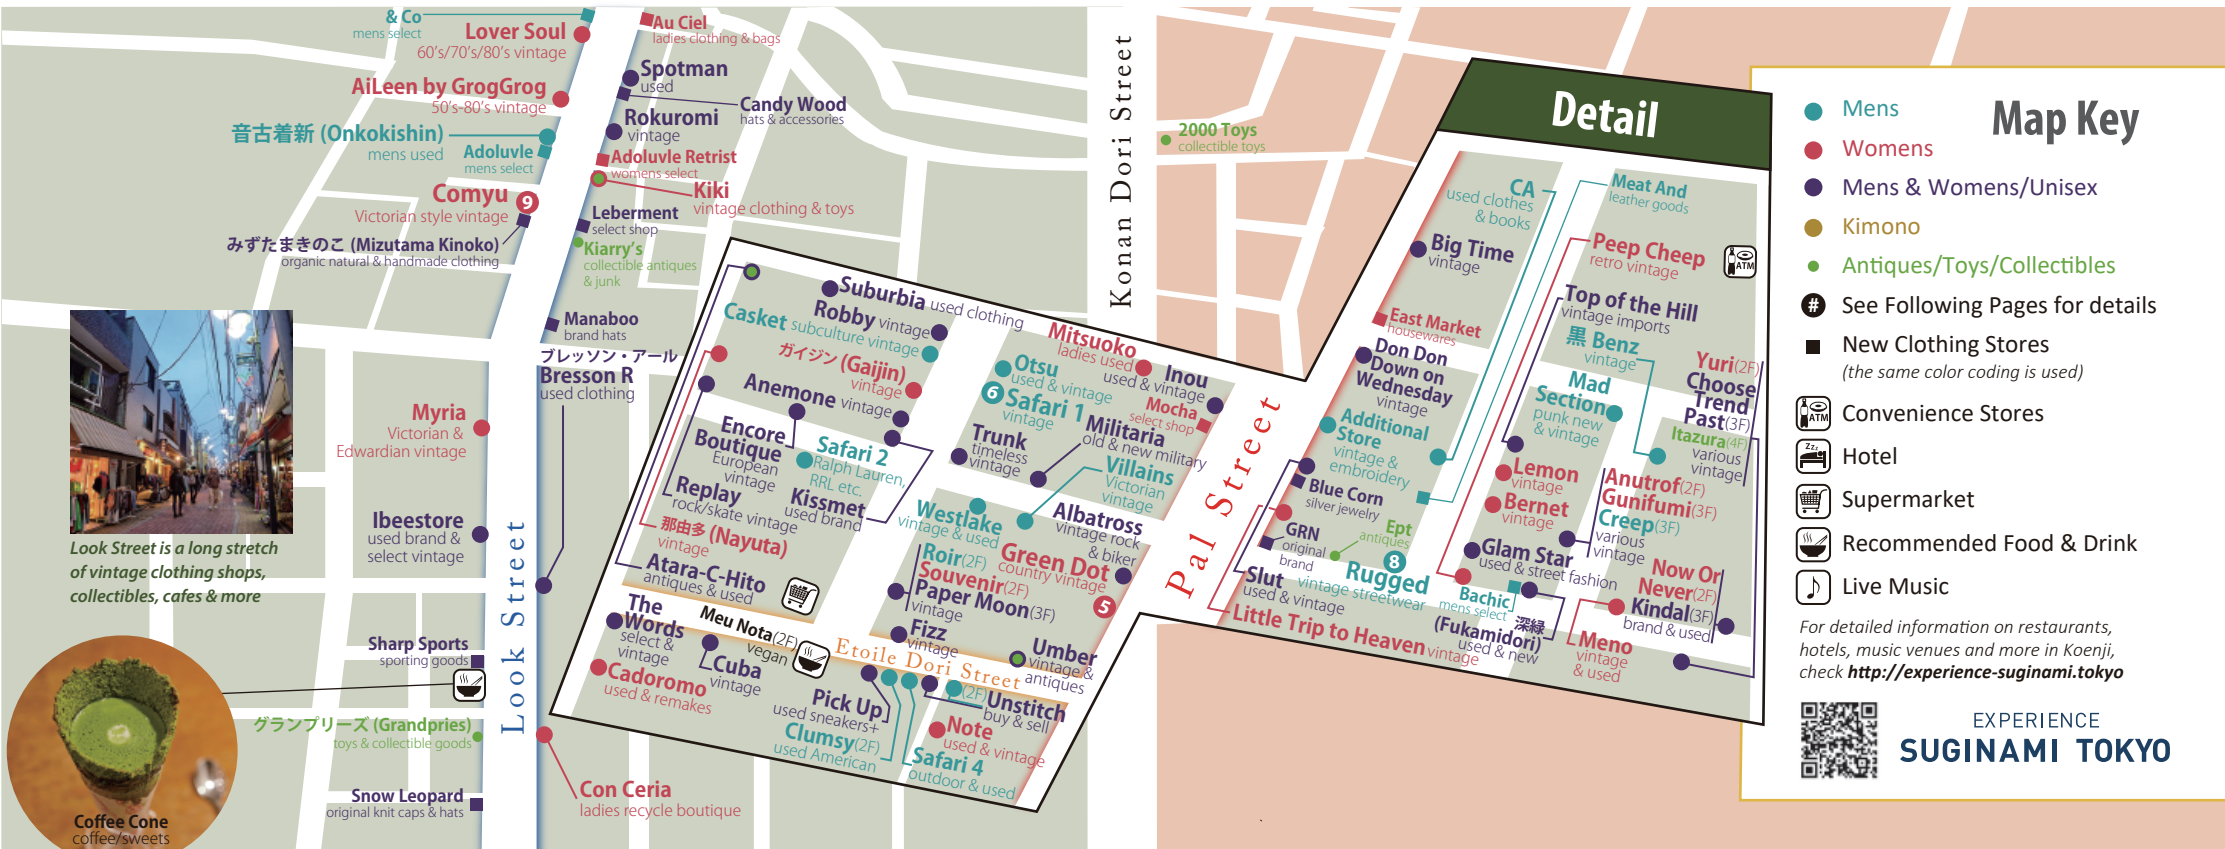 & Co
mens select
Lover Soul
60's/70's/80's vintage
AiLeen by GrogGrog
50's-80's vintage
音古着新 (Onkokishin)
mens used
Adoluvle
mens select
Comyu
9
Victorian style vintage
みずたまきのこ (Mizutama Kinoko)
organic natural & handmade clothing
Au Ciel
ladies clothing & bags
Spotman
used
Candy Wood
hats & accessories
Rokuromi
vintage
Adoluvle Retrist
womens select
Kiki
vintage clothing & toys
Leberment
select shop
Kiarry's
collectible antiques
& junk
Manaboo
brand hats
ブレッソン・アール
Bresson R
used clothing
Myria
Victorian &
Edwardian vintage
Ibeestore
used brand &
select vintage
Look Street is a long stretch
of vintage clothing shops,
collectibles, cafes & more
Sharp Sports
sporting goods
グランプリーズ (Grandpries)
toys & collectible goods
Snow Leopard
original knit caps & hats
Coffee Cone
coffee/sweets
Look Street
Con Ceria
ladies recycle boutique
Konan Dori Street
2000 Toys
collectible toys
Suburbia used clothing
Robby vintage
Casket subculture vintage
ガイジン (Gaijin)
vintage
Anemone vintage
Encore
Boutique
European
vintage
Safari 2
Ralph Lauren,
RRL etc.
Kissmet
used brand
Replay
rock/skate vintage
那由多 (Nayuta)
vintage
Atara-C-Hito
antiques & used
Mitsuoko
ladies used
Otsu
used & vintage
6
Safari 1
vintage
Inou
used & vintage
Mocha
select shop
Militaria
old & new military
Trunk
timeless
vintage
Villains
Victorian
vintage
Westlake
vintage & used
Albatross
vintage rock
& biker
Roir(2F)
Souvenir(2F)
Paper Moon(3F)
vintage
Green Dot
country vintage
5
Fizz
vintage
Umber
vintage &
antiques
Etoile Dori Street
The
Words
select &
vintage
Meu Nota(2F)
vegan
Cuba
vintage
Cadoromo
used & remakes
Pick Up
used sneakers+
Clumsy(2F)
used American
(2F)
Unstitch
buy & sell
Note
used & vintage
Safari 4
outdoor & used
Pal Street
Detail
CA
used clothes
& books
Meat And
leather goods
Big Time
vintage
Peep Cheep
retro vintage
ATM
Top of the Hill
vintage imports
East Market
housewares
黒 Benz
vintage
Don Don
Down on
Wednesday
vintage
Yuri(2F)
Choose
Trend
Past(3F)
Itazura(4F)
various
vintage
Mad
Section
punk new
& vintage
Additional
Store
vintage &
embroidery
Blue Corn
silver jewelry
Lemon
vintage
Bernet
vintage
Anutrof(2F)
Gunifumi(3F)
Creep(3F)
various
vintage
GRN
original
brand
Ept
antiques
8
Rugged
vintage streetwear
Glam Star
used & street fashion
Slut
used & vintage
Bachic
mens select
Now Or
Never(2F)
Kindal(3F)
brand & used
深緑
(Fukamidori)
used & new
Little Trip to Heaven vintage
Meno
vintage
& used
Map Key
Mens
Womens
Mens & Womens/Unisex
Kimono
Antiques/Toys/Collectibles
# See Following Pages for details
New Clothing Stores
(the same color coding is used)
ATM Convenience Stores
Zzz Hotel
Supermarket
Recommended Food & Drink
Live Music
For detailed information on restaurants,
hotels, music venues and more in Koenji,
check http://experience-suginami.tokyo
EXPERIENCE
SUGINAMI TOKYO